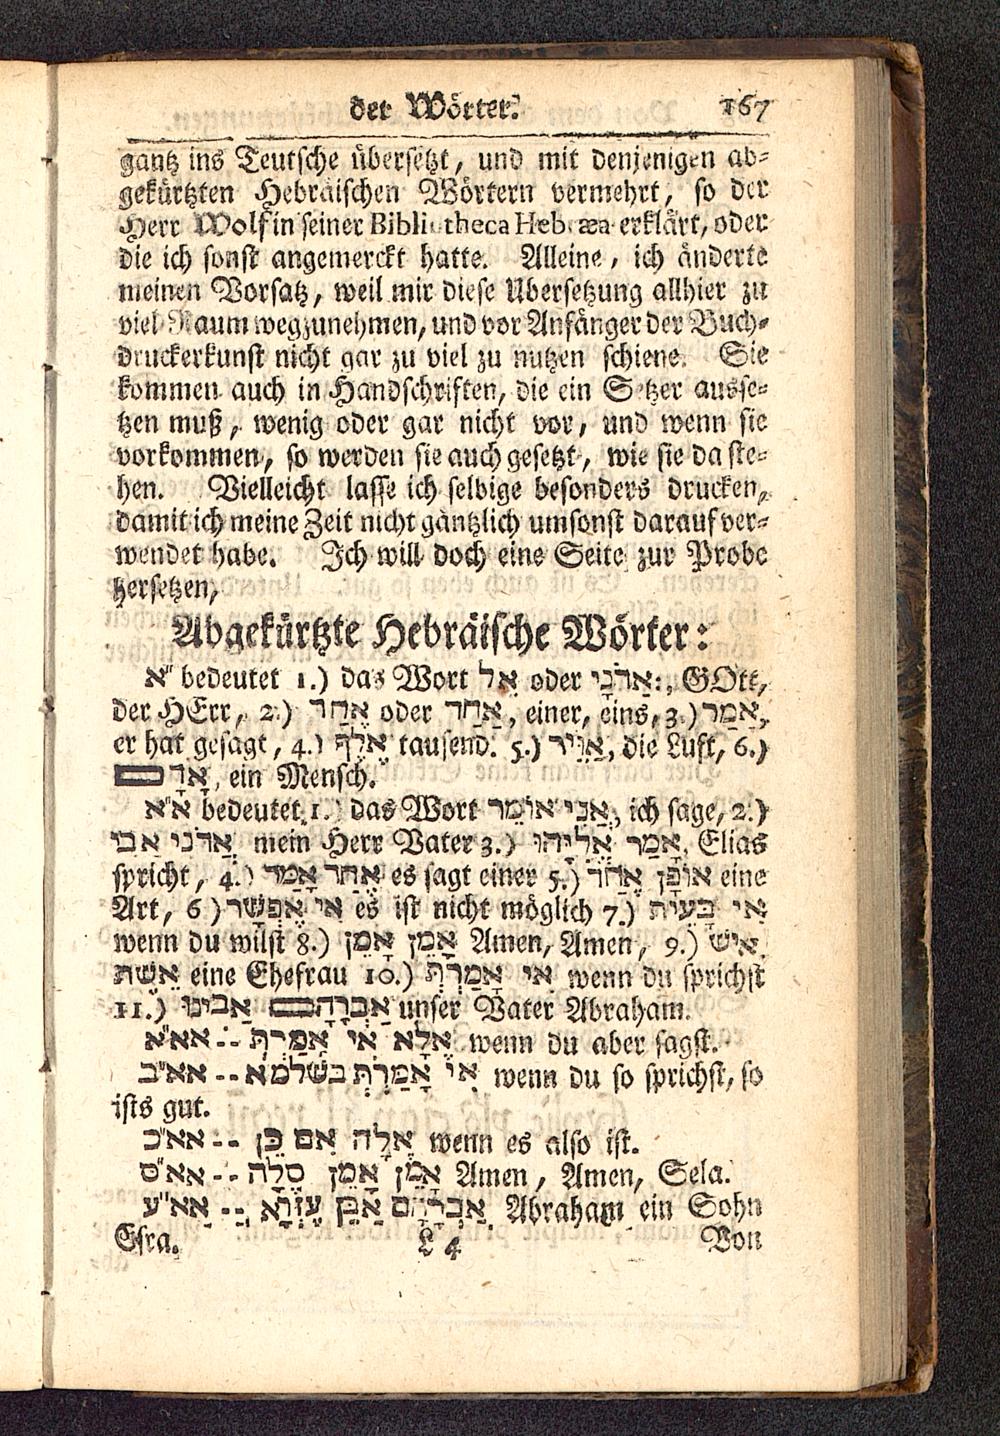 der Wörter. 167
gantz ins Teutsche übersetzt, und mit denjenigen ab-
gekürtzten Hebräischen Wörtern vermehrt, so der
Herr Wolf in seiner Bibliotheca Hebræa erklärt, oder
die ich sonst angemerckt hatte. Alleine, ich änderte
meinen Vorsatz, weil mir diese Ubersetzung allhier zu
viel Raum wegzunehmen, und vor Anfänger der Buch-
druckerkunst nicht gar zu viel zu nutzen schiene. Sie
kommen auch in Handschriften, die ein Setzer ausse-
tzen muß, wenig oder gar nicht vor, und wenn sie
vorkommen, so werden sie auch gesetzt, wie sie da ste-
hen. Vielleicht lasse ich selbige besonders drucken,
damit ich meine Zeit nicht gäntzlich umsonst darauf ver-
wendet habe. Ich will doch eine Seite zur Probe
hersetzen,
Abgekürtzte Hebräische Wörter:
א" bedeutet 1.) das Wort אֵל oder אֲדֹנָי:, GOtt,
der HErr, 2.) אֶחַד oder אַחַד, einer, eins, 3.) אָמַר,
er hat gesagt, 4.) אֶלֶף tausend. 5.) אַוֵיר, die Luft, 6.)
אָדָם, ein Mensch.
א"א bedeutet 1.) das Wort אֲנִי אוֹמֵר, ich sage, 2.)
אֲדֹנִי אבי mein Herr Vater 3.) אָמַר אֱלִיָהוּ, Elias
spricht, 4.) אֶחַר אָמַר es sagt einer 5.) אוֹפָן אֶחָד eine
Art, 6) אִי אֶפְשָׁר es ist nicht möglich 7.) אִי בָּעִית
wenn du wilst 8.) אָמֵן אָמֵן Amen, Amen, 9.) אִישׁ
אֵשֶׁת eine Ehefrau 10.) אִי אָמַרְתְּ wenn du sprichst
11.) אַבְרָהָם אָבִינוּ unser Vater Abraham.
אא"א .. אֶלָא אִי אָמַרְתְּ wenn du aber sagst.
אא"ב .. אִי אָמַרְתְּ בִּשְׁלֹמָא wenn du so sprichst, so
ists gut.
אא"כ .. אֶלָה אִם כֵּן wenn es also ist.
אא"ס .. אָמֵן אָמֵן סֶלָה Amen, Amen, Sela.
אא"ע .. אַבְרָהָם אַבֶן עֶזְרָא Abraham ein Sohn
Esra. L 4 Von